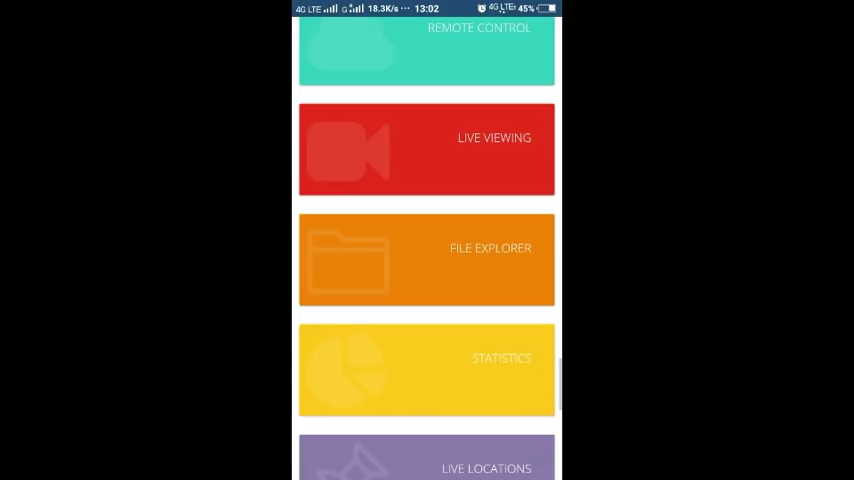 4G LTE G 18.3K/s ··· 13:02 4G LTE 45%
REMOTE CONTROL
LIVE VIEWING
FILE EXPLORER
STATISTICS
LIVE LOCATIONS